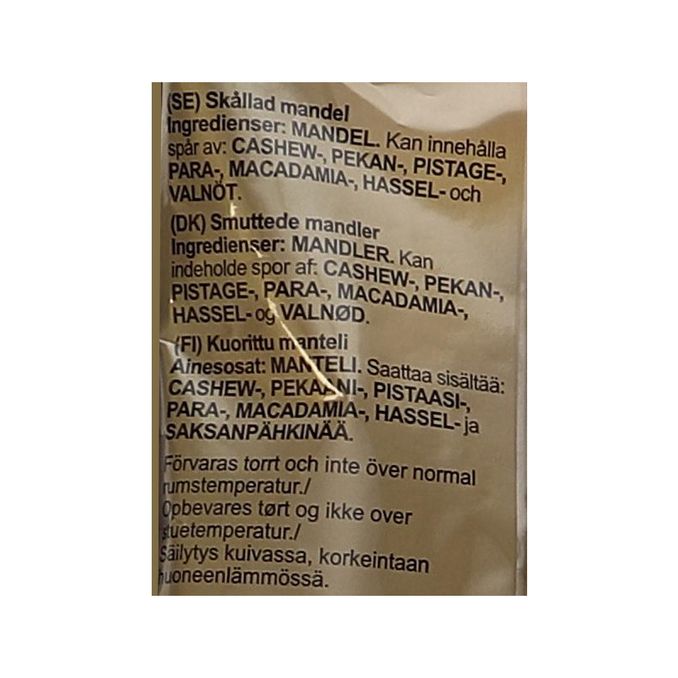 (SE) Skållad mandel
Ingredienser: MANDEL. Kan innehålla
spår av: CASHEW-, PEKAN-, PISTAGE-,
PARA-, MACADAMIA-, HASSEL- och
VALNÖT.
(DK) Smuttede mandler
Ingredienser: MANDLER. Kan
indeholde spor af: CASHEW-, PEKAN-,
PISTAGE-, PARA-, MACADAMIA-,
HASSEL- og VALNØD.
(FI) Kuorittu manteli
Ainesosat: MANTELI. Saattaa sisältää:
CASHEW-, PEKAANI-, PISTAASI-,
PARA-, MACADAMIA-, HASSEL- ja
SAKSANPÄHKINÄÄ.
Förvaras torrt och inte över normal
rumstemperatur./
Opbevares tørt og ikke over
stuetemperatur./
Säilytys kuivassa, korkeintaan
huoneenlämmössä.